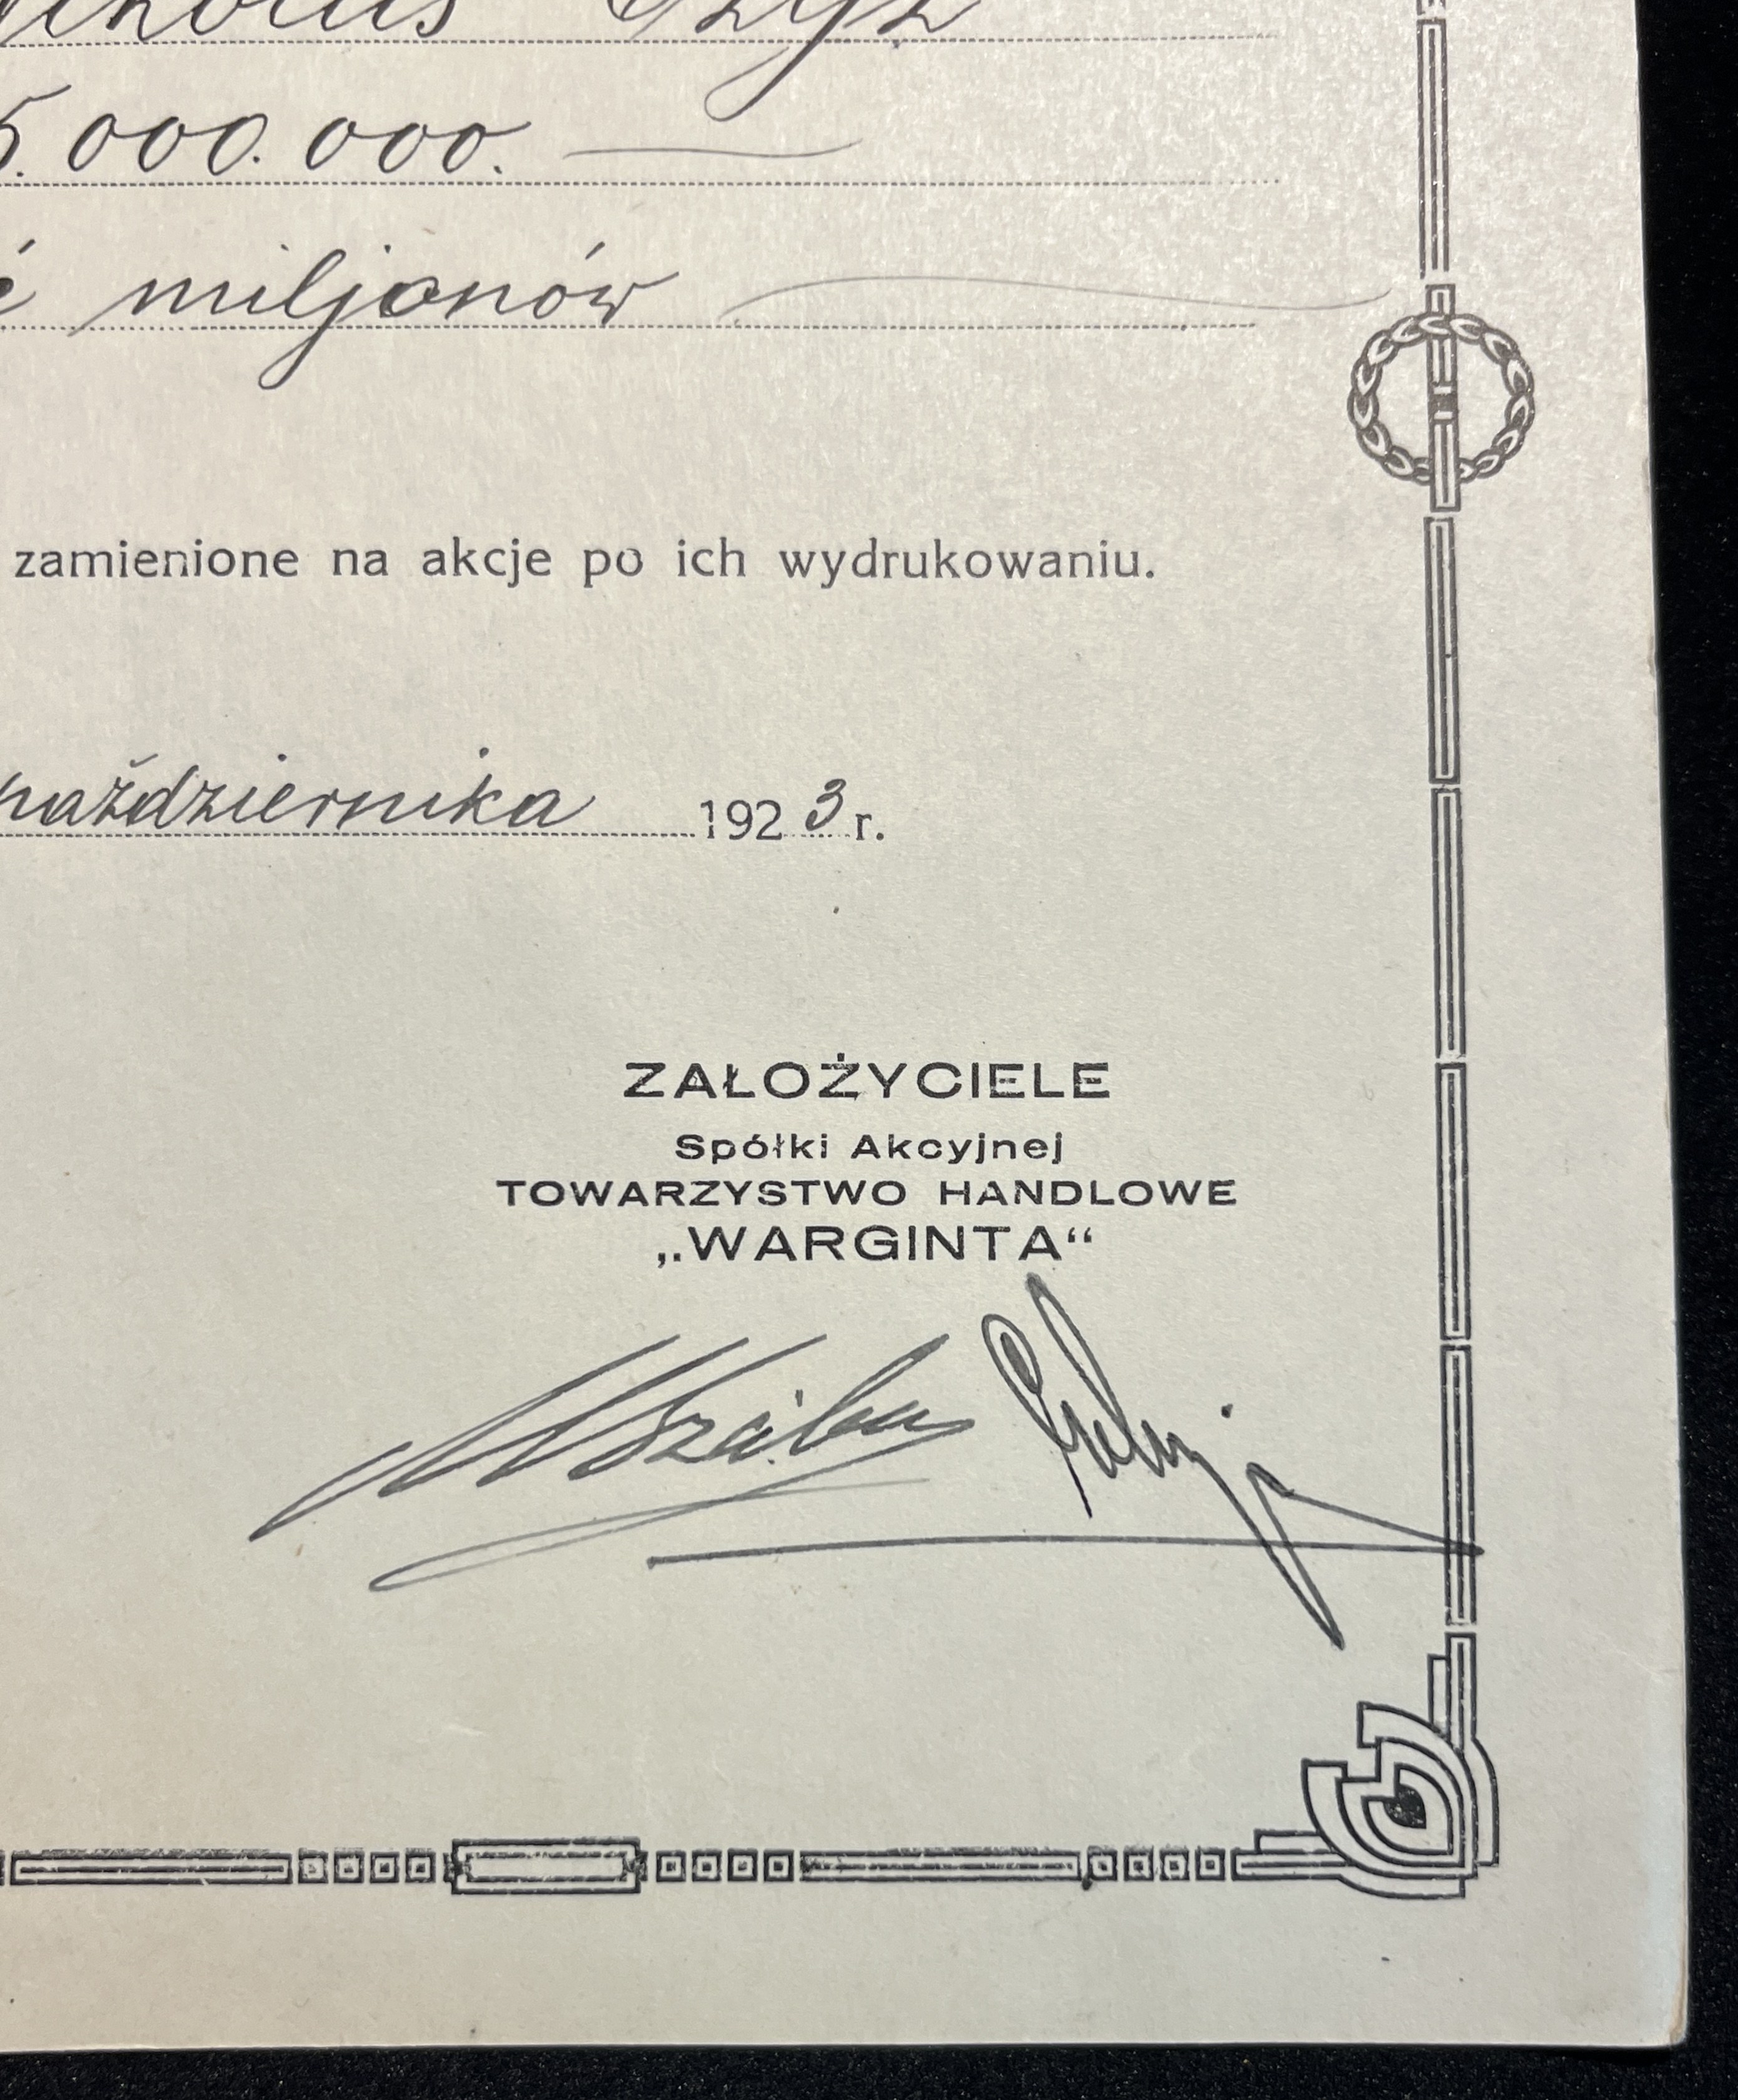 5.000.000.
miljonów
zamienione na akcje po ich wydrukowaniu.
października 1923 r.
ZAŁOŻYCIELE
Spółki Akcyjnej
TOWARZYSTWO HANDLOWE
„WARGINTA“